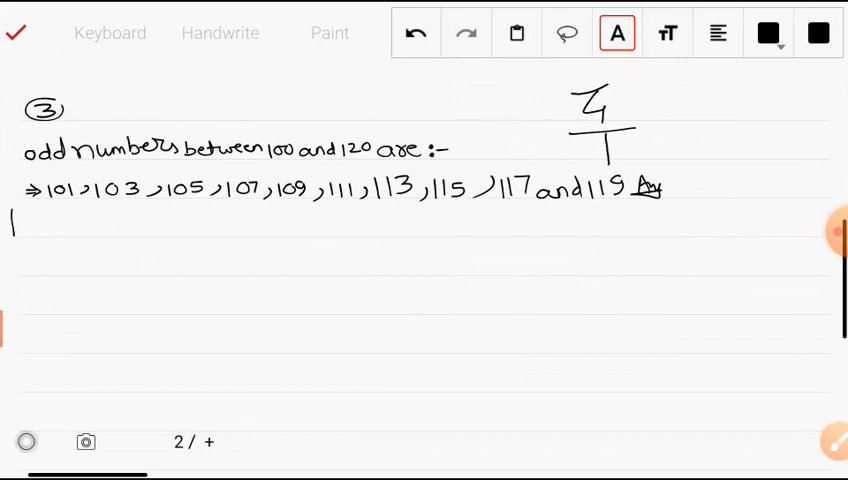 Keyboard Handwrite Paint A TT
③
odd numbers between 100 and 120 are :-
⇒ 101, 103, 105, 107, 109, 111, 113, 115, 117 and 119 Ans
2 / +